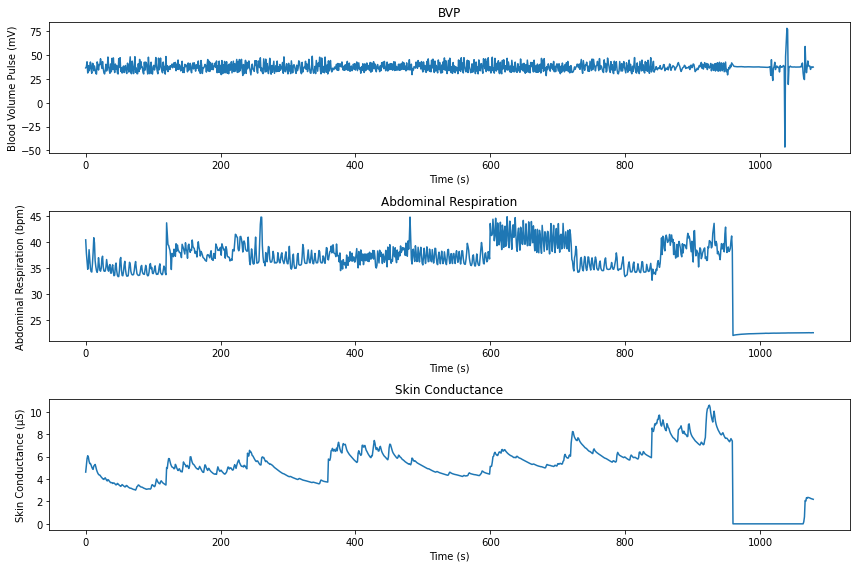 BVP
Blood Volume Pulse (mV)
75
50
25
0
−25
−50
0 200 400 600 800 1000
Time (s)
Abdominal Respiration
Abdominal Respiration (bpm)
45
40
35
30
25
0 200 400 600 800 1000
Time (s)
Skin Conductance
Skin Conductance (μS)
10
8
6
4
2
0
0 200 400 600 800 1000
Time (s)